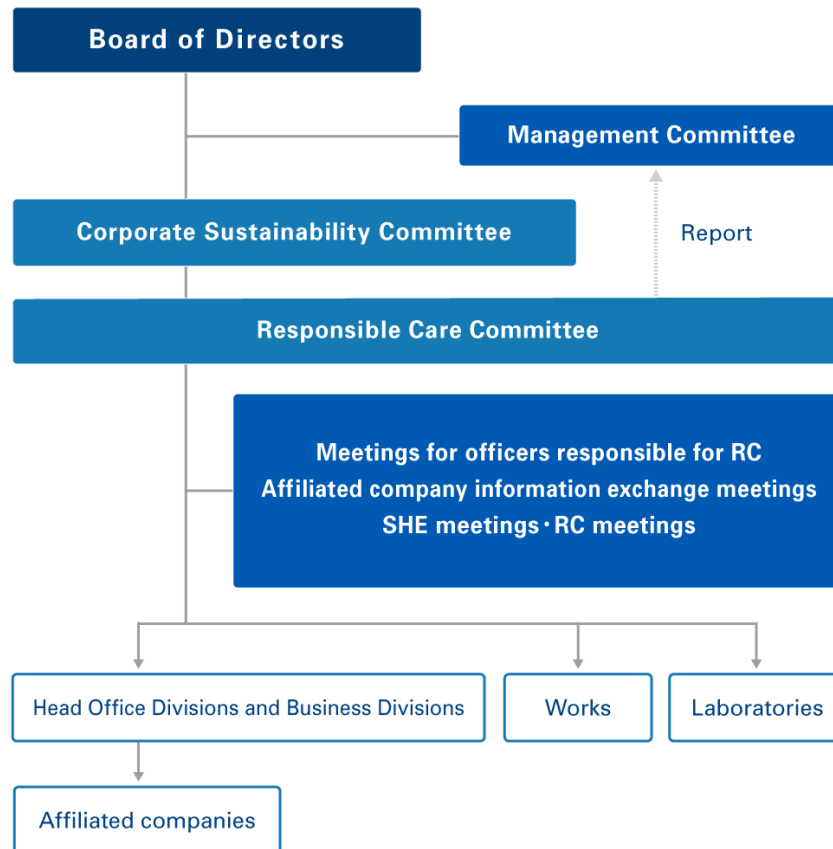 Board of Directors
Management Committee
Corporate Sustainability Committee
Report
Responsible Care Committee
Meetings for officers responsible for RC
Affiliated company information exchange meetings
SHE meetings・RC meetings
Head Office Divisions and Business Divisions
Works
Laboratories
Affiliated companies